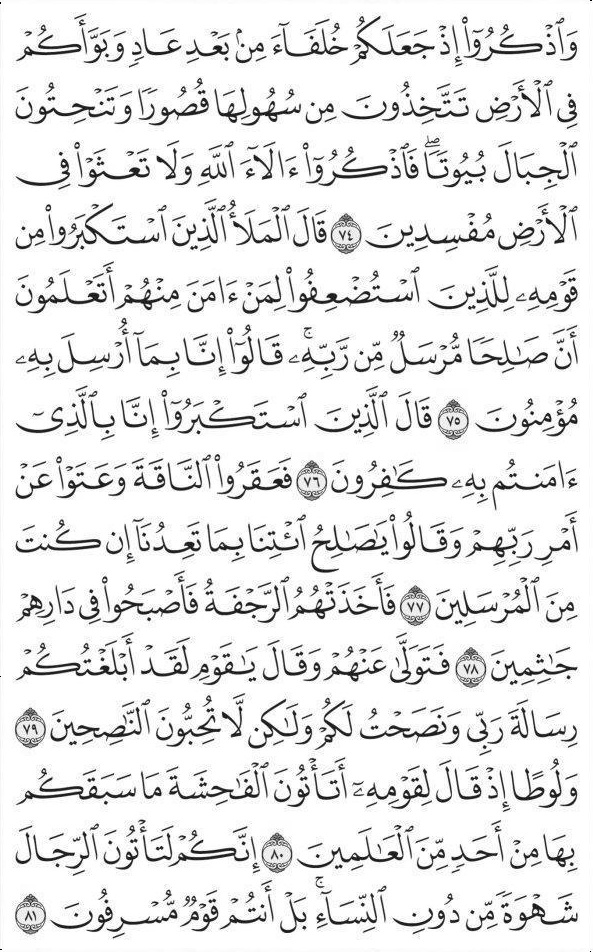 وَٱذۡكُرُوٓاْ إِذۡ جَعَلَكُمۡ خُلَفَآءَ مِنۢ بَعۡدِ عَادٖ وَبَوَّأَكُمۡ
فِي ٱلۡأَرۡضِ تَتَّخِذُونَ مِن سُهُولِهَا قُصُورٗا وَتَنۡحِتُونَ
ٱلۡجِبَالَ بُيُوتٗاۖ فَٱذۡكُرُوٓاْ ءَالَآءَ ٱللَّهِ وَلَا تَعۡثَوۡاْ فِي
ٱلۡأَرۡضِ مُفۡسِدِينَ ٧٤ قَالَ ٱلۡمَلَأُ ٱلَّذِينَ ٱسۡتَكۡبَرُواْ مِن
قَوۡمِهِۦ لِلَّذِينَ ٱسۡتُضۡعِفُواْ لِمَنۡ ءَامَنَ مِنۡهُمۡ أَتَعۡلَمُونَ
أَنَّ صَٰلِحٗا مُّرۡسَلٞ مِّن رَّبِّهِۦۚ قَالُوٓاْ إِنَّا بِمَآ أُرۡسِلَ بِهِۦ
مُؤۡمِنُونَ ٧٥ قَالَ ٱلَّذِينَ ٱسۡتَكۡبَرُوٓاْ إِنَّا بِٱلَّذِيٓ
ءَامَنتُم بِهِۦ كَٰفِرُونَ ٧٦ فَعَقَرُواْ ٱلنَّاقَةَ وَعَتَوۡاْ عَنۡ
أَمۡرِ رَبِّهِمۡ وَقَالُواْ يَٰصَٰلِحُ ٱئۡتِنَا بِمَا تَعِدُنَآ إِن كُنتَ
مِنَ ٱلۡمُرۡسَلِينَ ٧٧ فَأَخَذَتۡهُمُ ٱلرَّجۡفَةُ فَأَصۡبَحُواْ فِي دَارِهِمۡ
جَٰثِمِينَ ٧٨ فَتَوَلَّىٰ عَنۡهُمۡ وَقَالَ يَٰقَوۡمِ لَقَدۡ أَبۡلَغۡتُكُمۡ
رِسَالَةَ رَبِّي وَنَصَحۡتُ لَكُمۡ وَلَٰكِن لَّا تُحِبُّونَ ٱلنَّٰصِحِينَ ٧٩
وَلُوطًا إِذۡ قَالَ لِقَوۡمِهِۦٓ أَتَأۡتُونَ ٱلۡفَٰحِشَةَ مَا سَبَقَكُم
بِهَا مِنۡ أَحَدٖ مِّنَ ٱلۡعَٰلَمِينَ ٨٠ إِنَّكُمۡ لَتَأۡتُونَ ٱلرِّجَالَ
شَهۡوَةٗ مِّن دُونِ ٱلنِّسَآءِۚ بَلۡ أَنتُمۡ قَوۡمٞ مُّسۡرِفُونَ ٨١